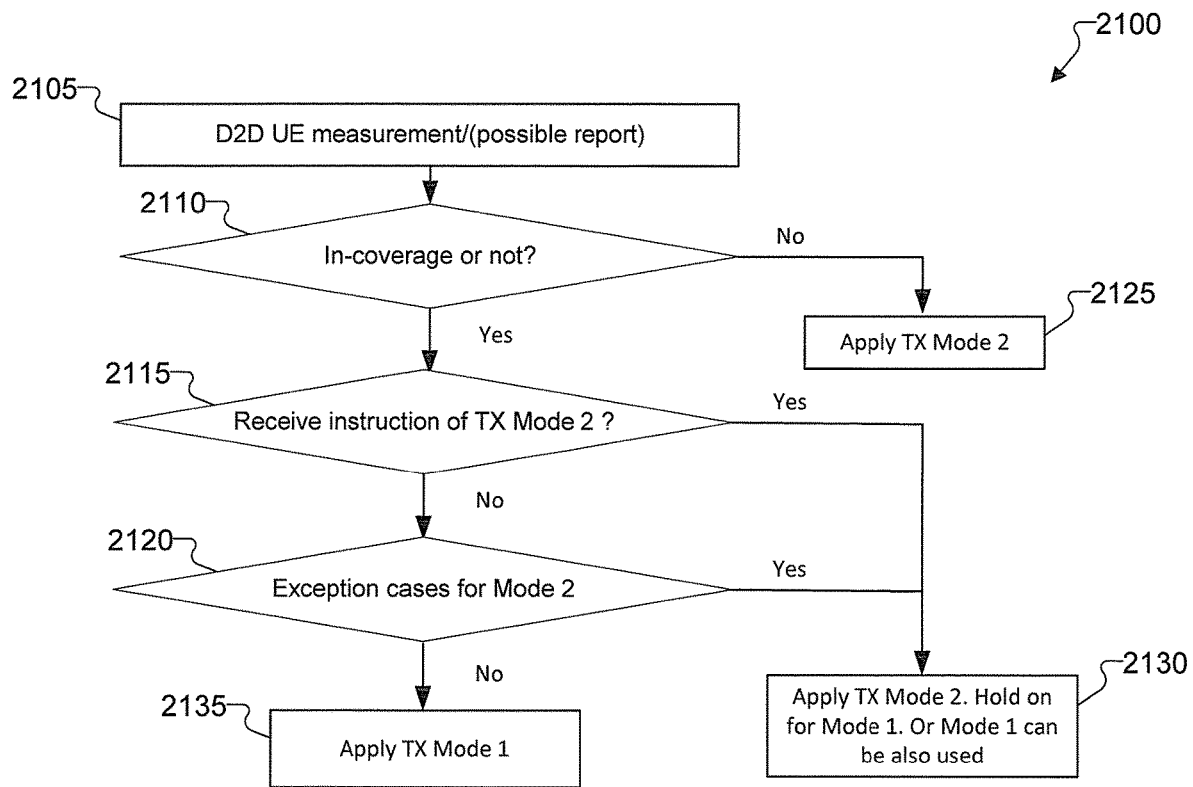 2100
2105
D2D UE measurement/(possible report)
2110
In-coverage or not?
No
2125
Apply TX Mode 2
Yes
2115
Receive instruction of TX Mode 2 ?
Yes
No
2120
Exception cases for Mode 2
Yes
No
2130
Apply TX Mode 2. Hold on
for Mode 1. Or Mode 1 can
be also used
2135
Apply TX Mode 1